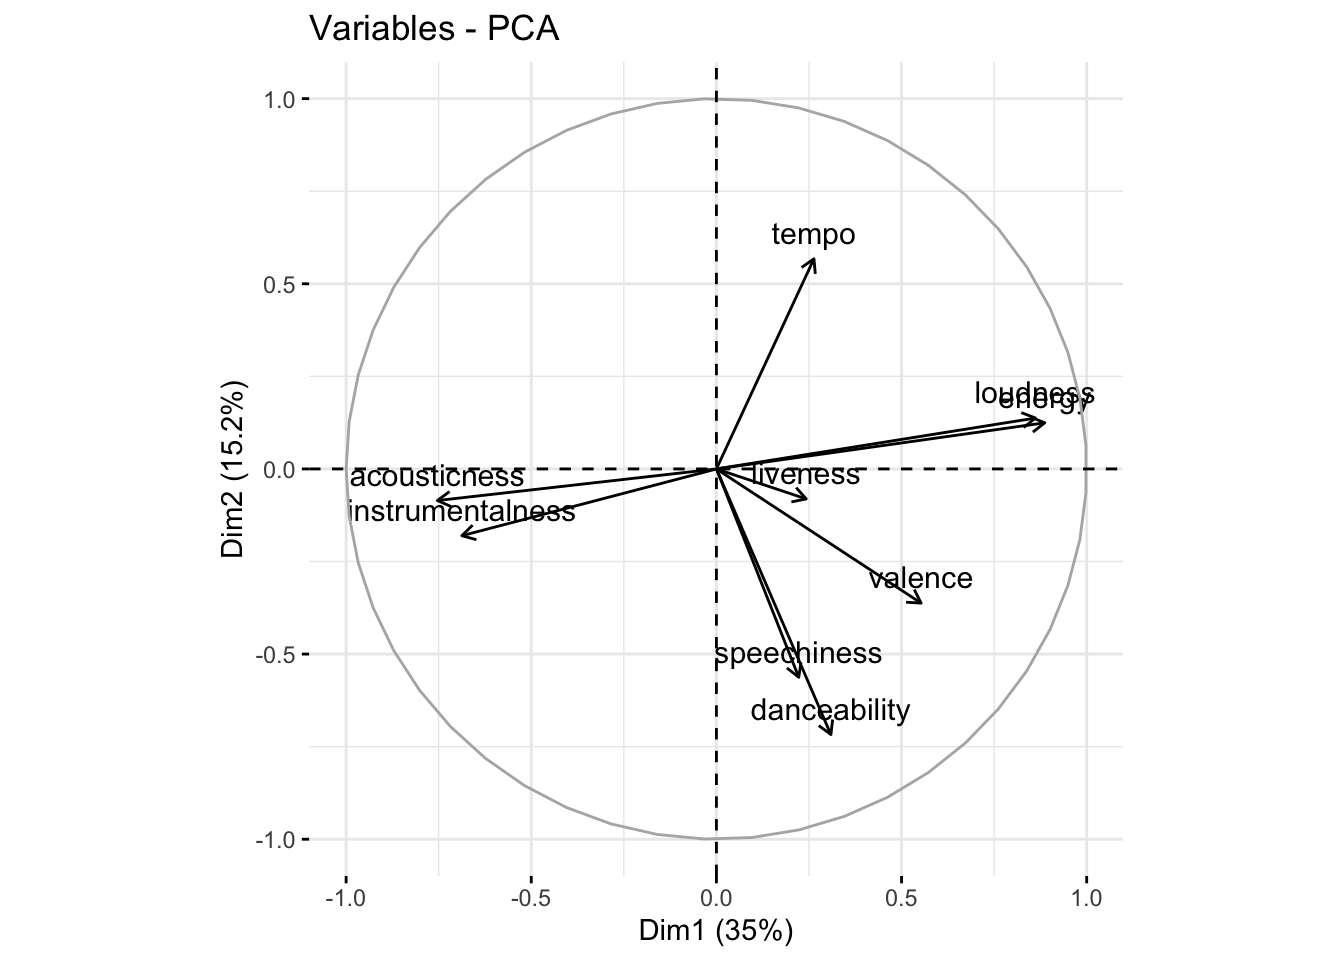 Variables - PCA
1.0
tempo
0.5
loudness
energy
0.0
acousticness
liveness
instrumentalness
valence
-0.5
speechiness
danceability
-1.0
-1.0 -0.5 0.0 0.5 1.0
Dim1 (35%)
Dim2 (15.2%)